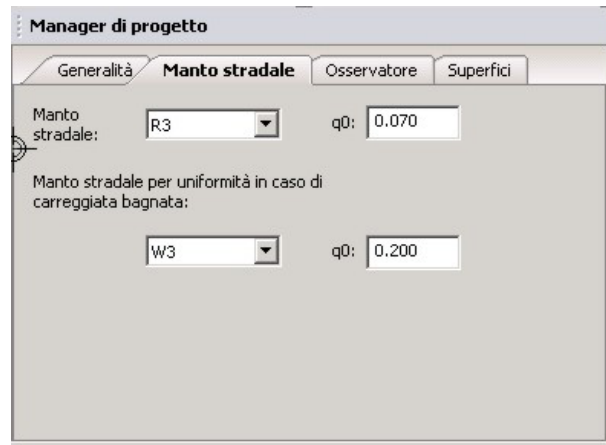 Manager di progetto
Generalità Manto stradale Osservatore Superfici
Manto
stradale:
R3 q0: 0.070
Manto stradale per uniformità in caso di
carreggiata bagnata:
W3 q0: 0.200